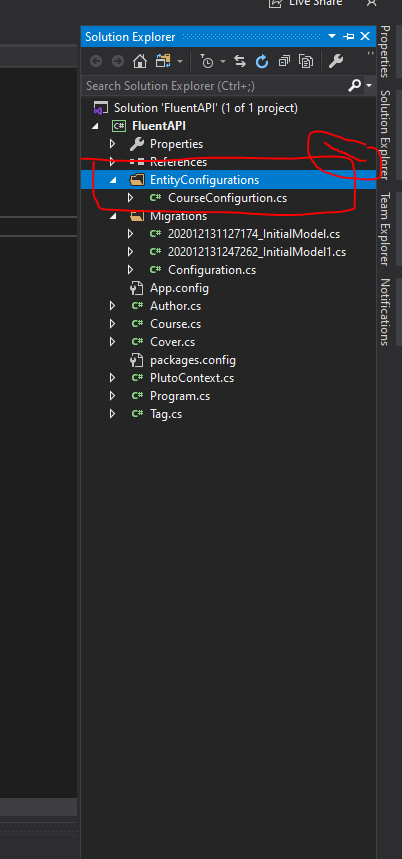 Live Share
Solution Explorer
Search Solution Explorer (Ctrl+;)
Solution 'FluentAPI' (1 of 1 project)
C# FluentAPI
Properties
References
EntityConfigurations
C# CourseConfigurtion.cs
Migrations
C# 202012131127174_InitialModel.cs
C# 202012131247262_InitialModel1.cs
C# Configuration.cs
App.config
C# Author.cs
C# Course.cs
C# Cover.cs
packages.config
C# PlutoContext.cs
C# Program.cs
C# Tag.cs
Properties
Solution Explorer
Team Explorer
Notifications